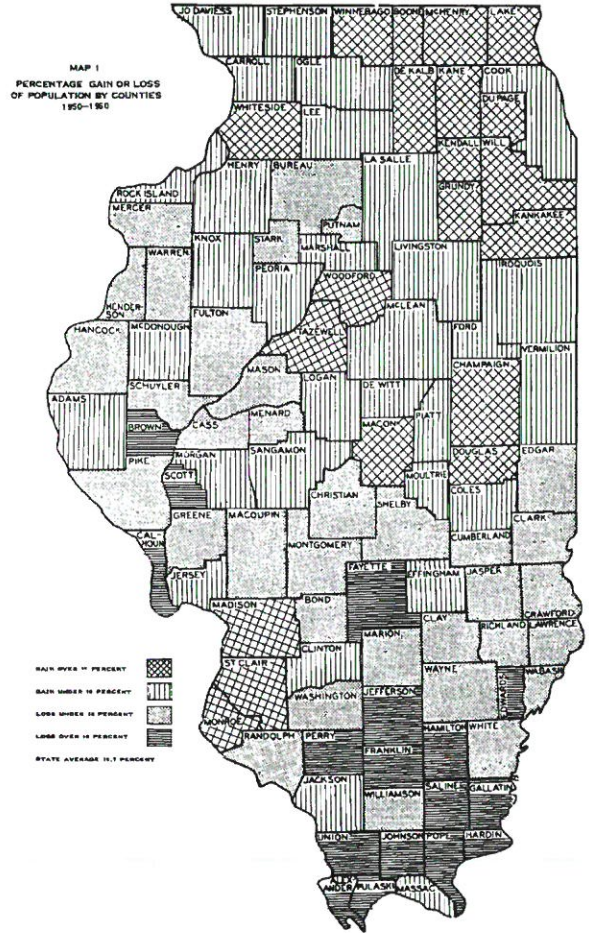 MAP 1
PERCENTAGE GAIN OR LOSS
OF POPULATION BY COUNTIES
1950—1960
JO DAVIESS
STEPHENSON
WINNEBAGO
BOONE
MCHENRY
LAKE
CARROLL
OGLE
DE KALB
KANE
COOK
DU PAGE
WHITESIDE
LEE
KENDALL
WILL
HENRY
BUREAU
LA SALLE
GRUNDY
ROCK ISLAND
MERCER
PUTNAM
KANKAKEE
KNOX
STARK
MARSHALL
LIVINGSTON
WARREN
PEORIA
IROQUOIS
WOODFORD
HENDER-
SON
FULTON
MCLEAN
HANCOCK
MCDONOUGH
TAZEWELL
FORD
VERMILION
MASON
CHAMPAIGN
SCHUYLER
LOGAN
DE WITT
ADAMS
PIATT
BROWN
CASS
MENARD
MACON
DOUGLAS
EDGAR
PIKE
MORGAN
SANGAMON
SCOTT
MOULTRIE
COLES
CHRISTIAN
SHELBY
GREENE
MACOUPIN
CLARK
CAL-
HOUN
MONTGOMERY
CUMBERLAND
FAYETTE
EFFINGHAM
JASPER
JERSEY
MADISON
BOND
CRAWFORD
CLAY
RICHLAND
LAWRENCE
MARION
CLINTON
ST CLAIR
WAYNE
WABASH
EDWARDS
WASHINGTON
JEFFERSON
MONROE
RANDOLPH
PERRY
HAMILTON
WHITE
FRANKLIN
JACKSON
WILLIAMSON
SALINE
GALLATIN
UNION
JOHNSON
POPE
HARDIN
ALEX-
ANDER
PULASKI
MASSAC
GAIN OVER PERCENT
GAIN UNDER 10 PERCENT
LOSS UNDER 10 PERCENT
LOSS OVER 10 PERCENT
STATE AVERAGE PERCENT